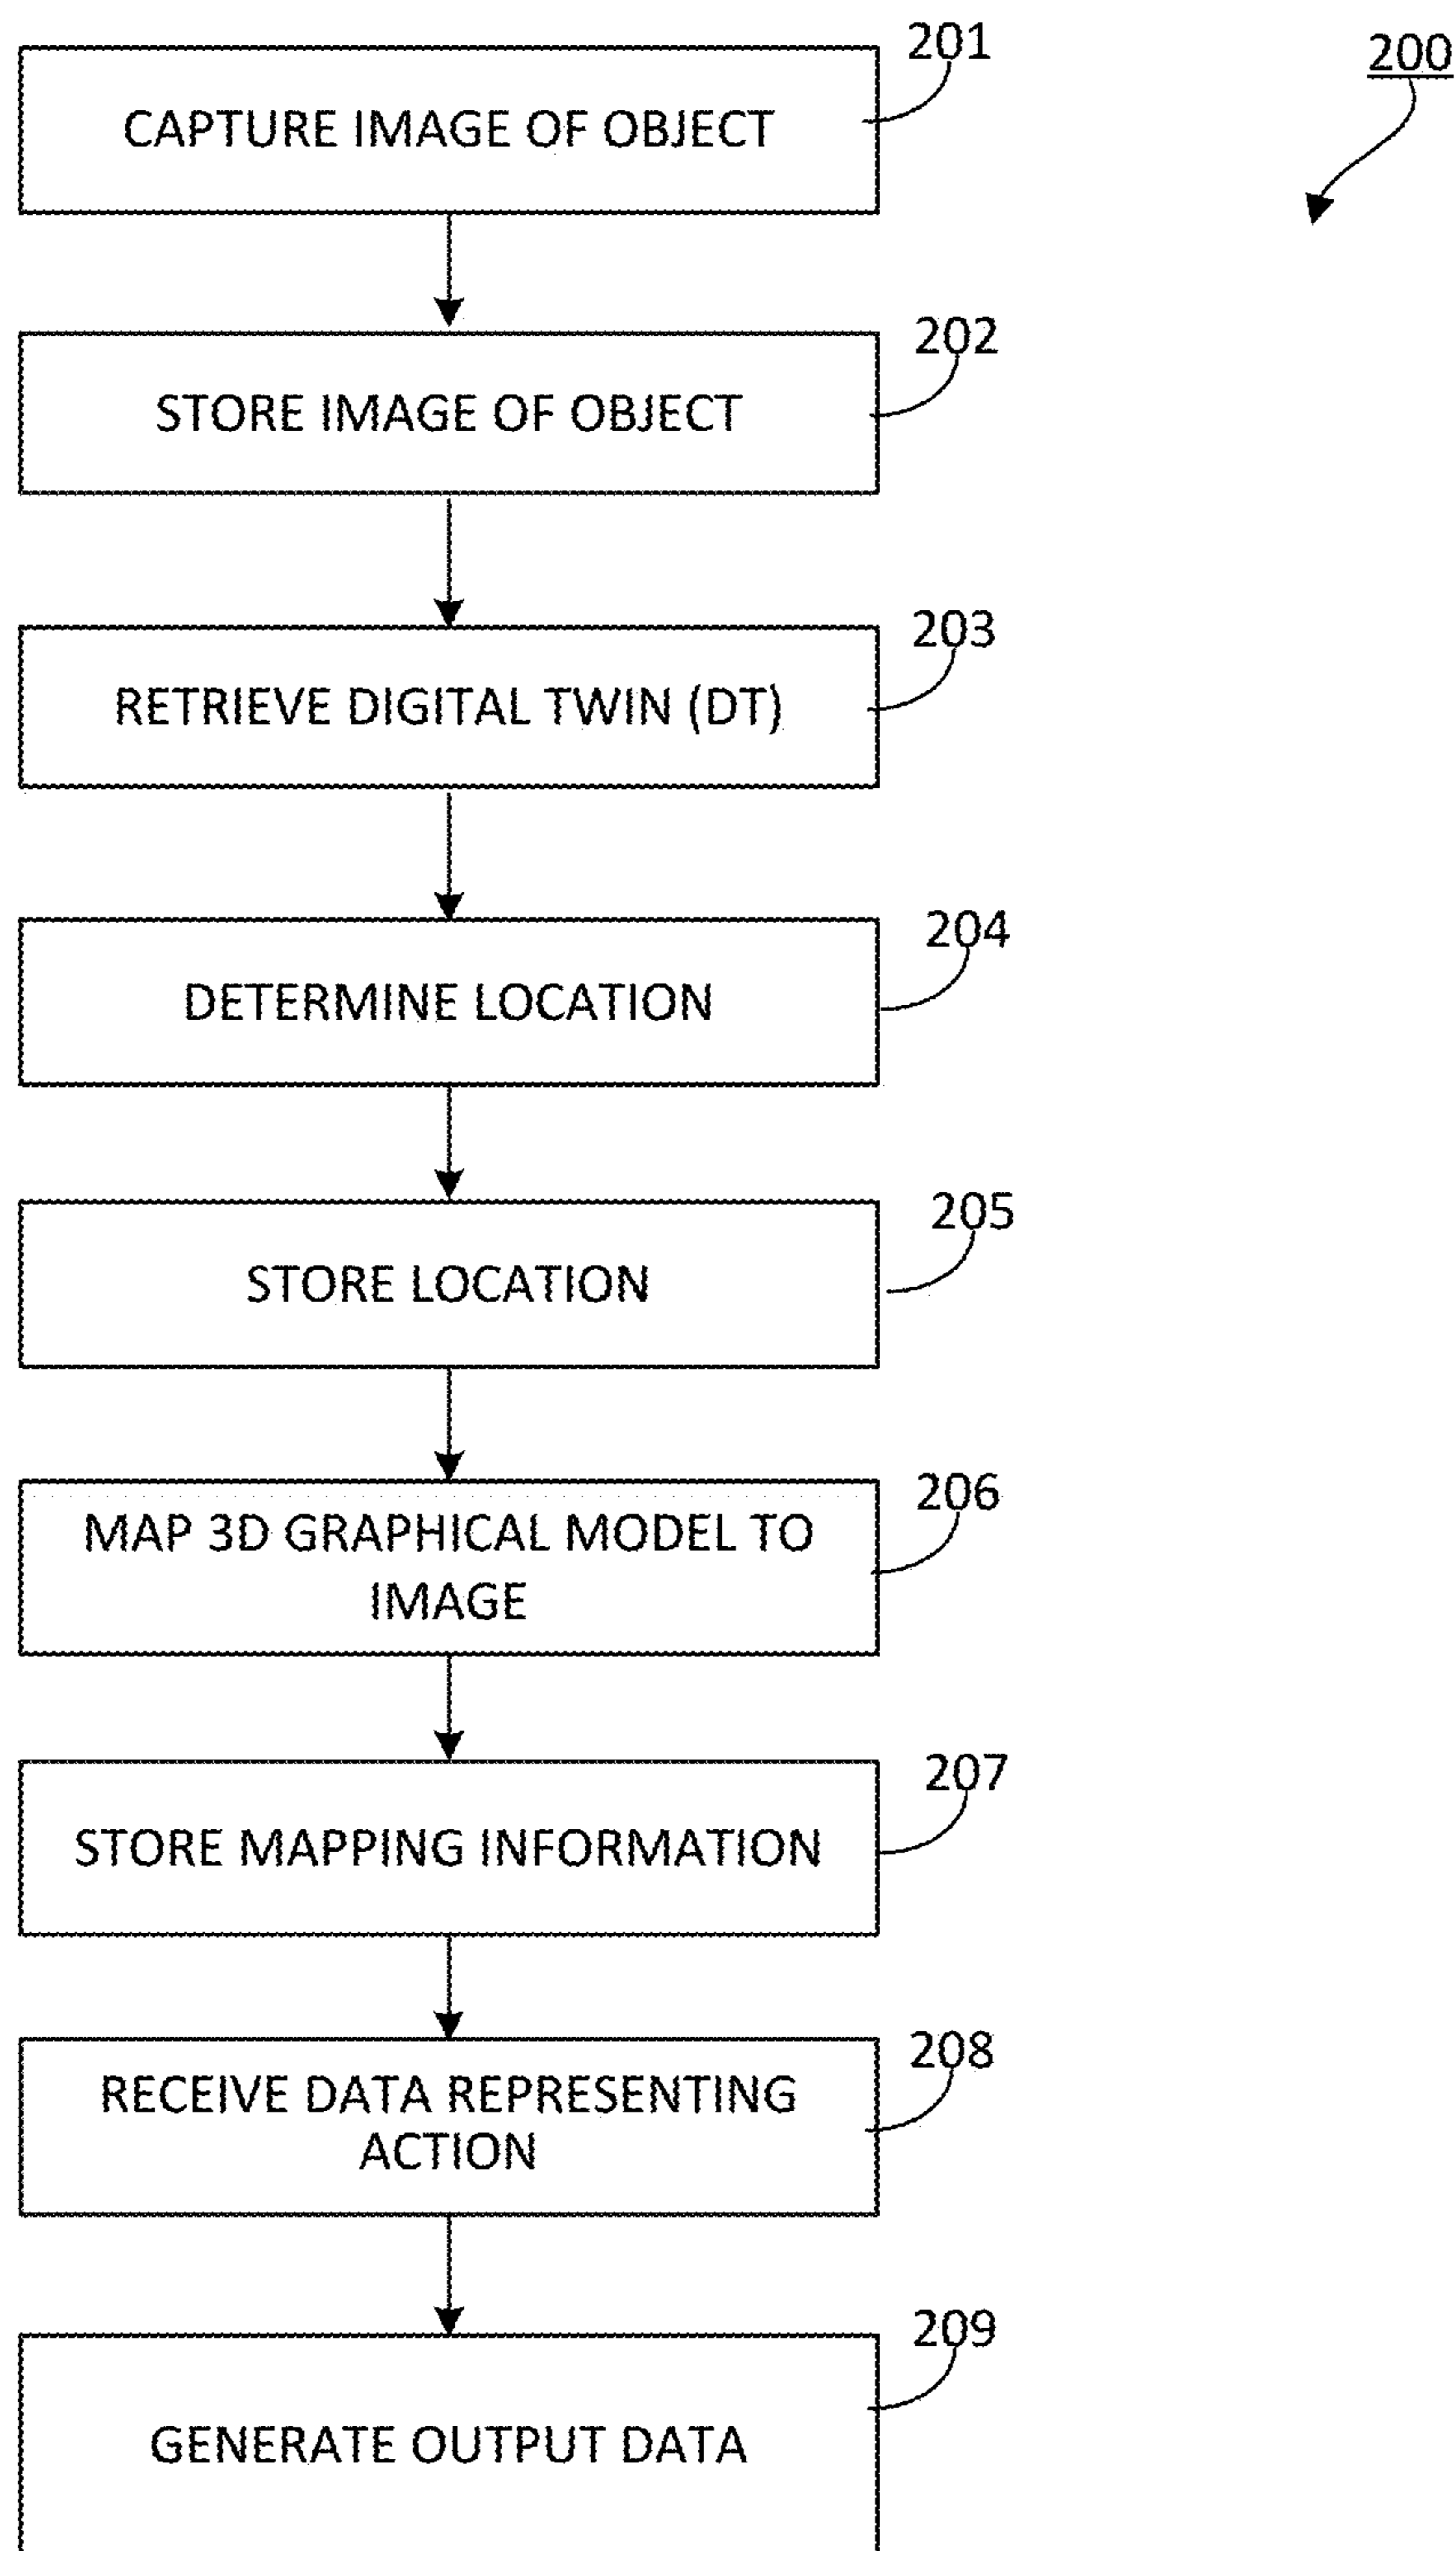 201
200
CAPTURE IMAGE OF OBJECT
202
STORE IMAGE OF OBJECT
203
RETRIEVE DIGITAL TWIN (DT)
204
DETERMINE LOCATION
205
STORE LOCATION
206
MAP 3D GRAPHICAL MODEL TO
IMAGE
207
STORE MAPPING INFORMATION
208
RECEIVE DATA REPRESENTING
ACTION
209
GENERATE OUTPUT DATA